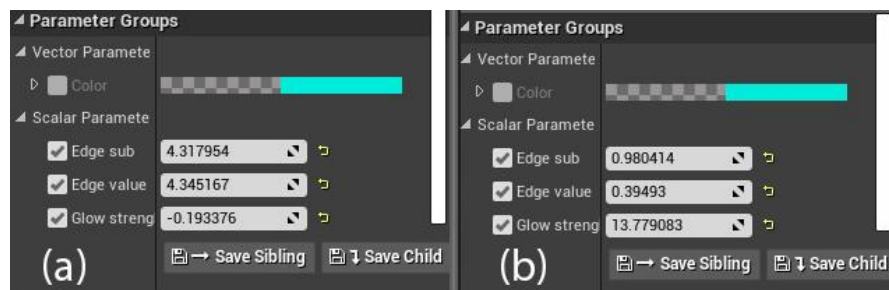 Parameter Groups
Vector Paramete
Color
Scalar Paramete
Edge sub 4.317954
Edge value 4.345167
Glow streng -0.193376
Save Sibling Save Child
(a)
Parameter Groups
Vector Paramete
Color
Scalar Paramete
Edge sub 0.980414
Edge value 0.39493
Glow streng 13.779083
Save Sibling Save Child
(b)